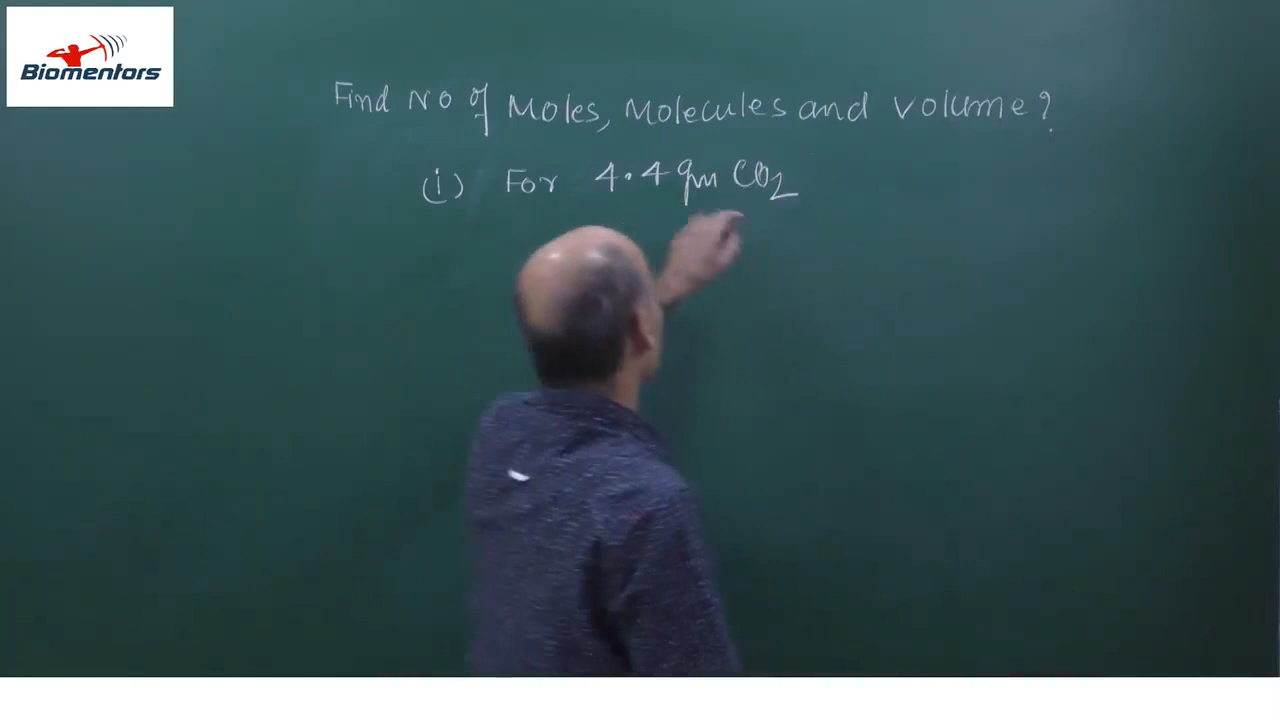 Biomentors
Find No of Moles, Molecules and volume?
(i) For 4.4 gm CO2